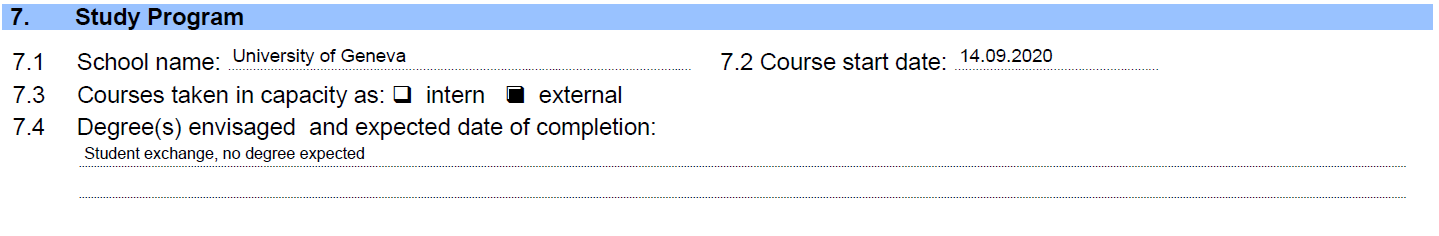 7. Study Program
7.1 School name: University of Geneva 7.2 Course start date: 14.09.2020
7.3 Courses taken in capacity as: ❑ intern ■ external
7.4 Degree(s) envisaged and expected date of completion:
Student exchange, no degree expected